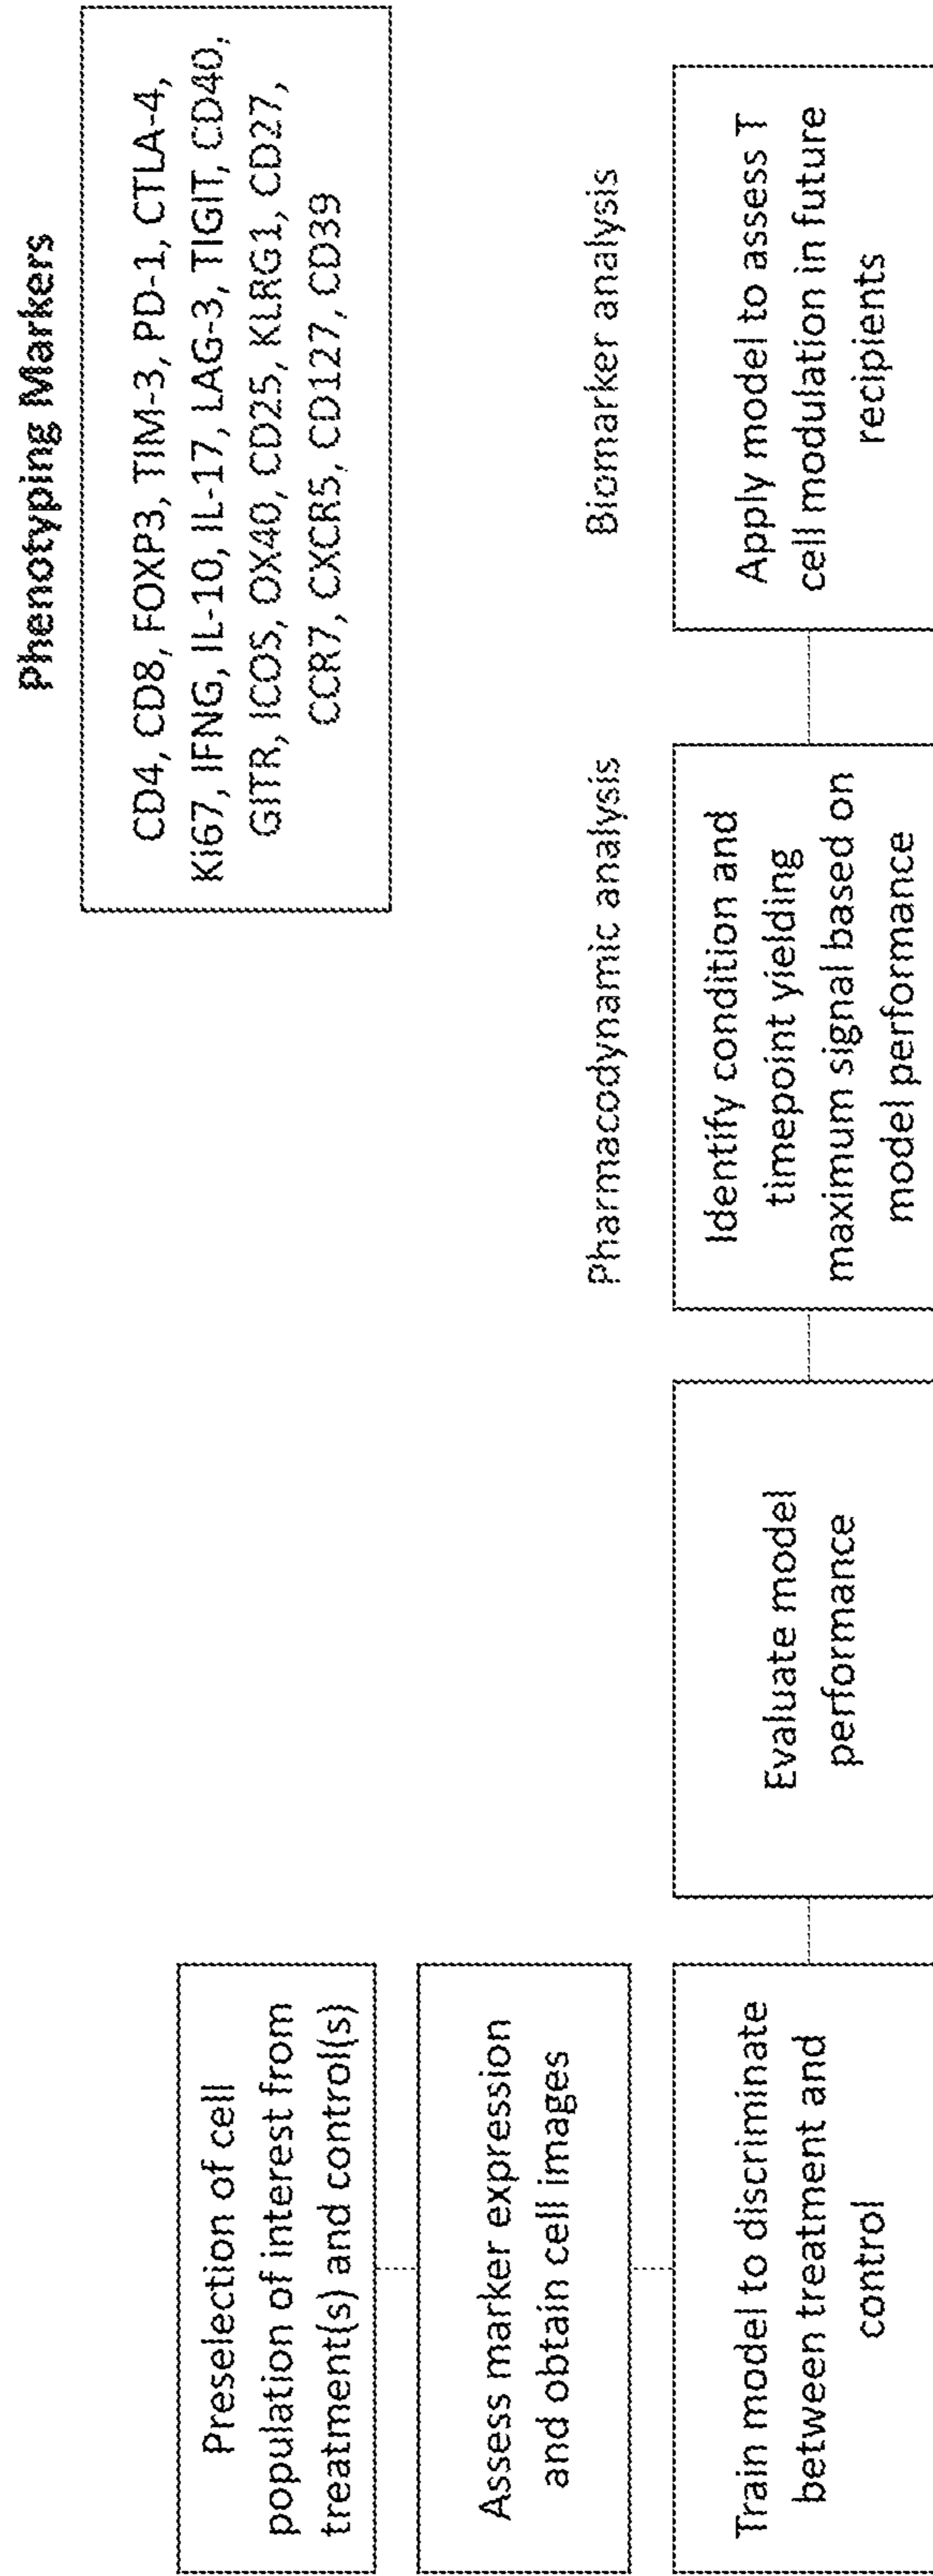 Phenotyping Markers
CD4, CD8, FOXP3, TIM-3, PD-1, CTLA-4,
Ki67, IFNG, IL-10, IL-17, LAG-3, TIGIT, CD40,
GITR, ICOS, OX40, CD25, KLRG1, CD27,
CCR7, CXCR5, CD127, CD39
Preselection of cell
population of interest from
treatment(s) and control(s)
Assess marker expression
and obtain cell images
Train model to discriminate
between treatment and
control
Evaluate model
performance
Pharmacodynamic analysis
Identify condition and
timepoint yielding
maximum signal based on
model performance
Biomarker analysis
Apply model to assess T
cell modulation in future
recipients